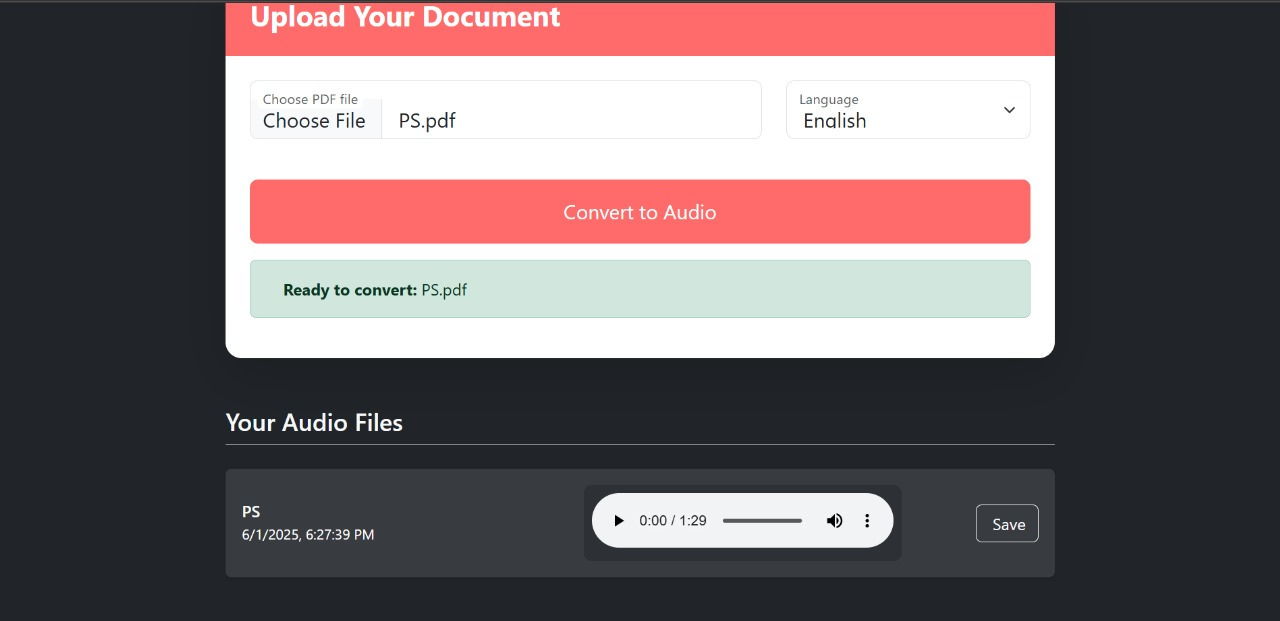 Upload Your Document
Choose PDF file
Choose File PS.pdf
Language
English
Convert to Audio
Ready to convert: PS.pdf
Your Audio Files
PS
6/1/2025, 6:27:39 PM
0:00 / 1:29
Save